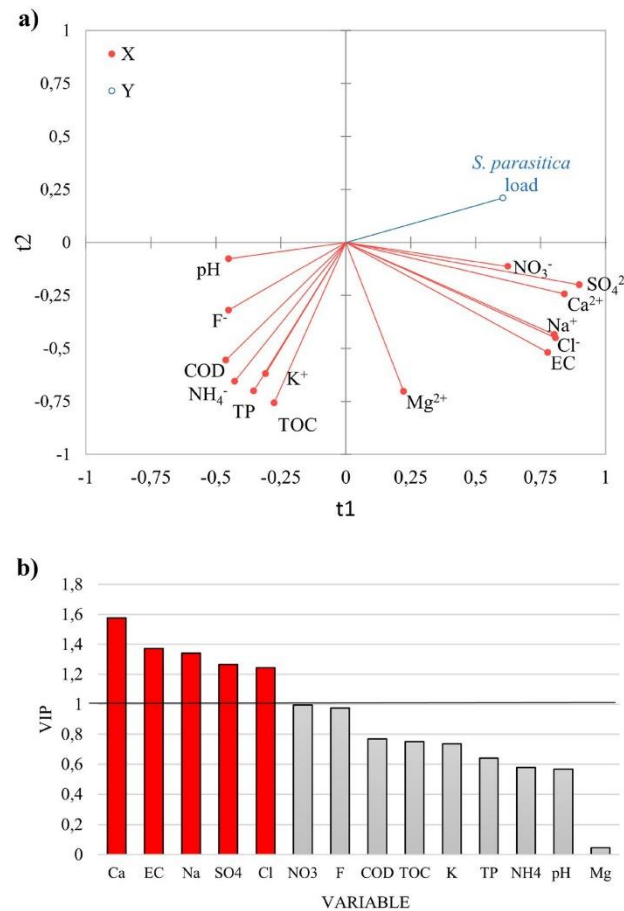 a)
1
X
0,75
Y
0,5
S. parasitica
load
0,25
t2
0
pH
NO₃⁻
SO₄²
-0,25
F⁻
Ca²⁺
Na⁺
Cl⁻
-0,5
COD
EC
NH₄⁻
K⁺
-0,75
TP
TOC
Mg²⁺
-1
-1 -0,75 -0,5 -0,25 0 0,25 0,5 0,75 1
t1
b)
1,8
1,6
1,4
1,2
1
0,8
0,6
0,4
0,2
0
VIP
Ca EC Na SO4 Cl NO3 F COD TOC K TP NH4 pH Mg
VARIABLE